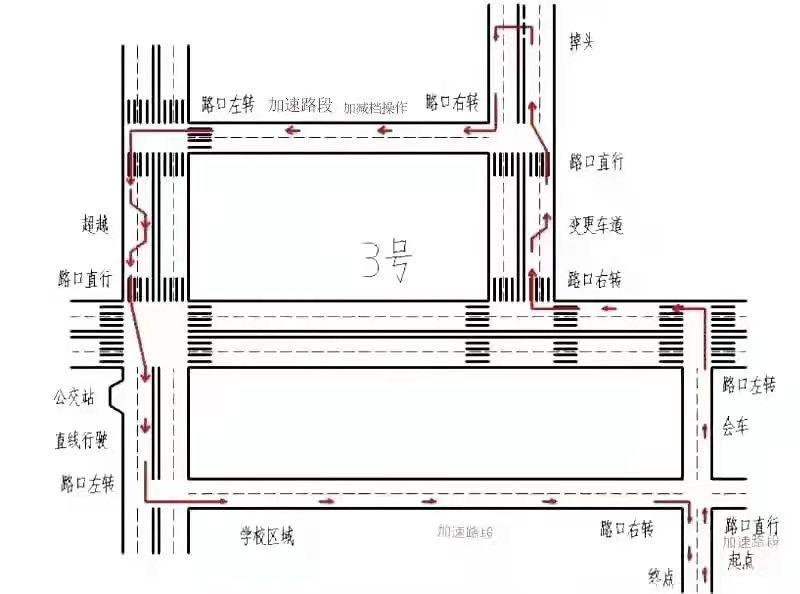 掉头
路口左转 加速路段 加减档操作 路口右转
路口直行
超越
变更车道
3号
路口直行
路口右转
公交站
路口左转
会车
直线行驶
路口左转
学校区域
加速路段
路口右转
路口直行
加速路段
起点
终点